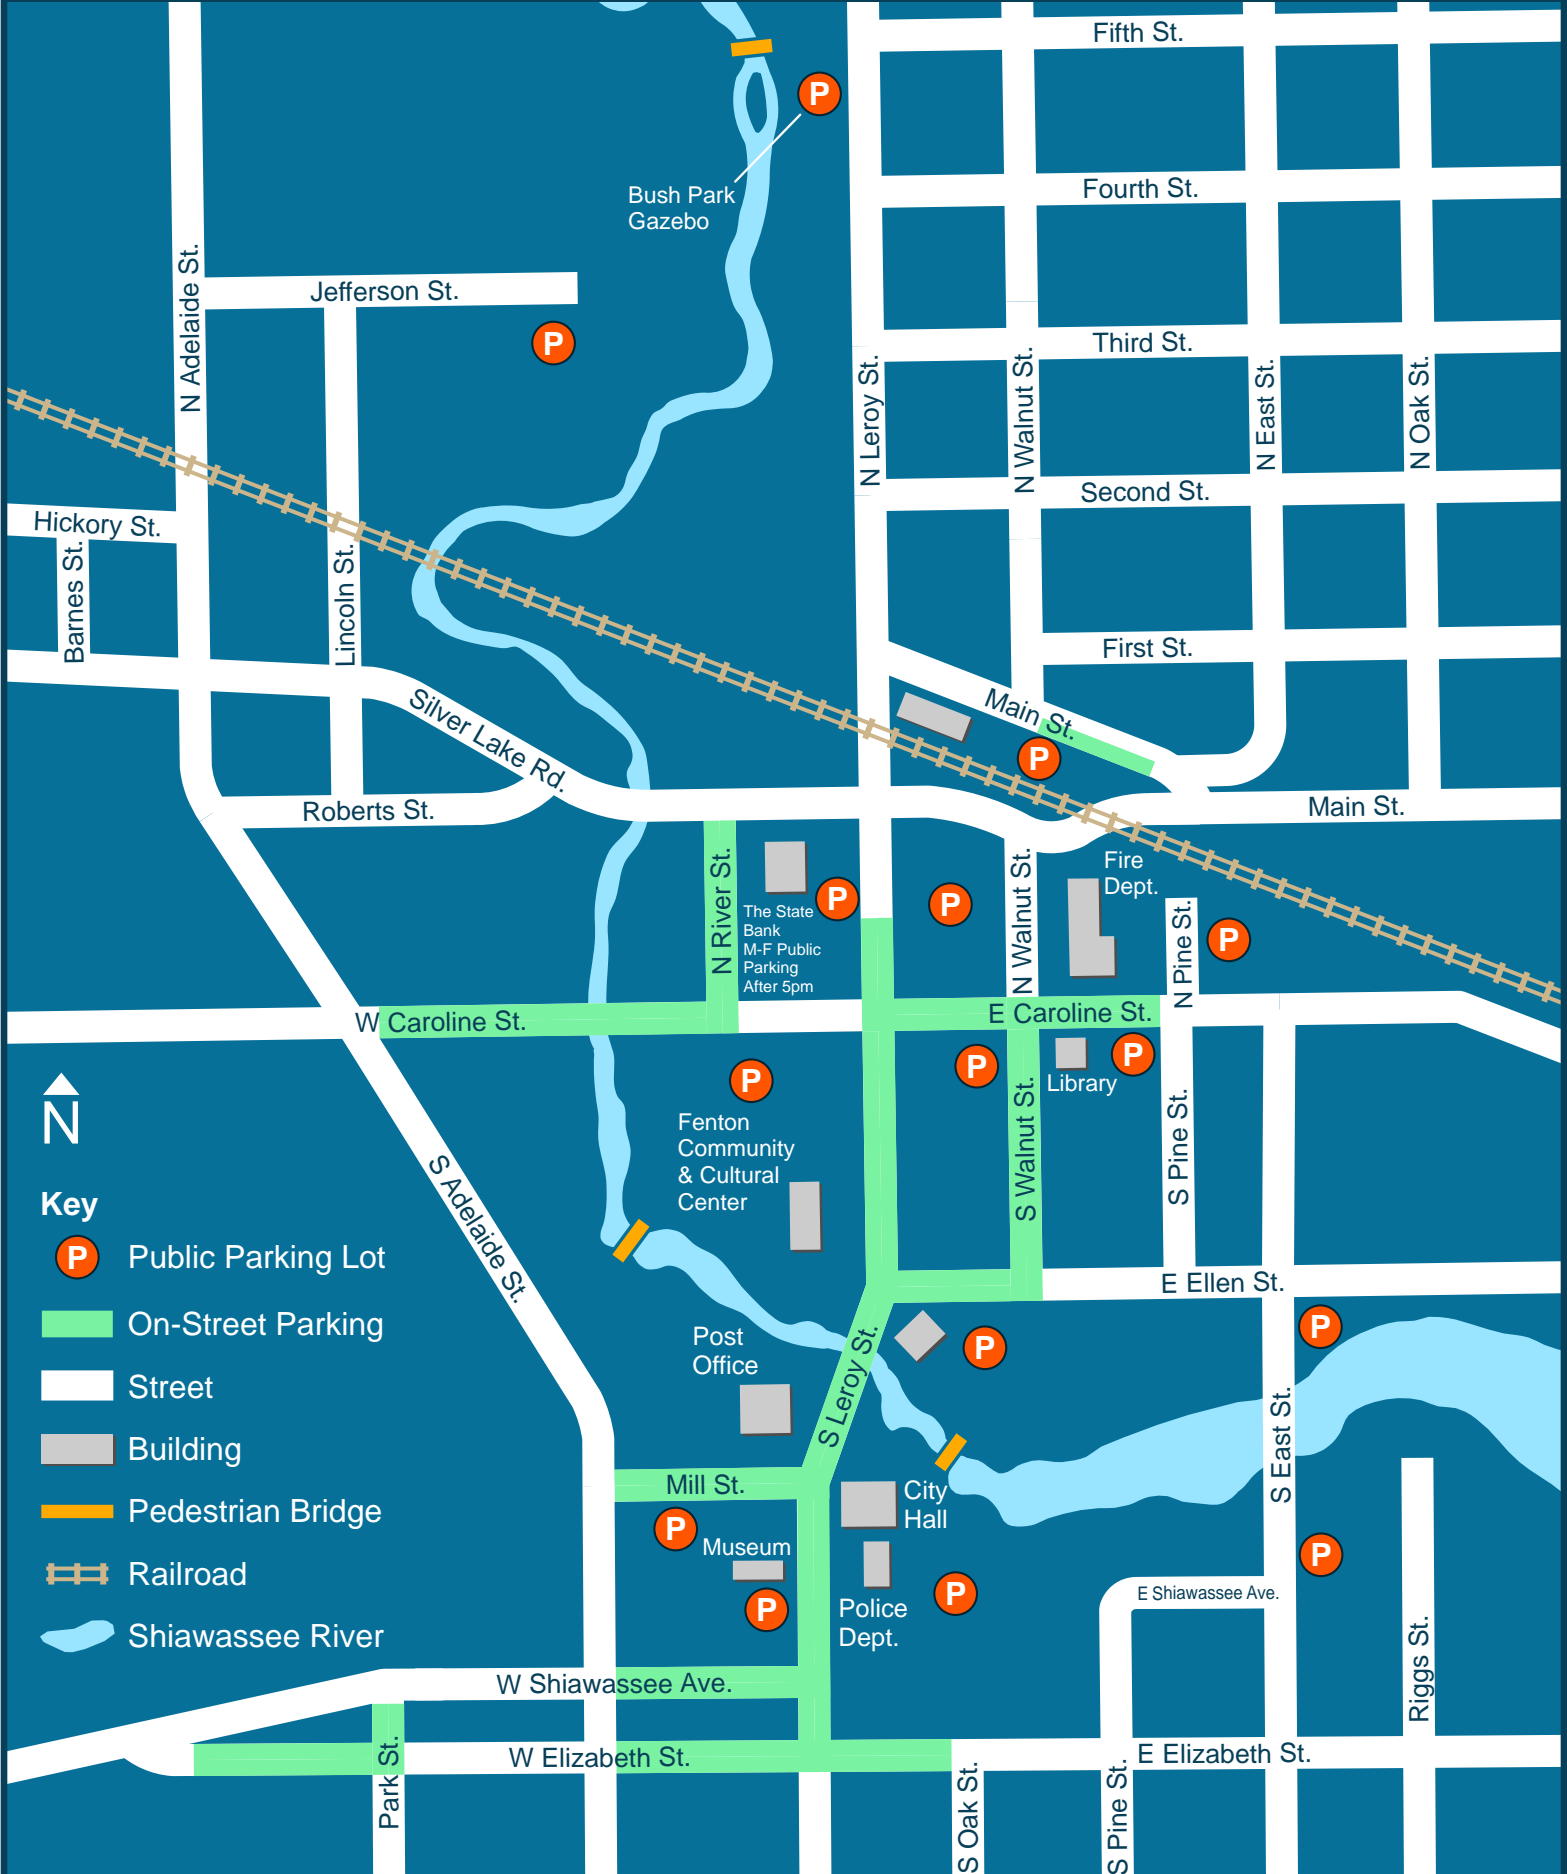 Fifth St.
P
Bush Park
Gazebo
Fourth St.
N Adelaide St.
Jefferson St.
P
Third St.
N Leroy St.
N Walnut St.
N East St.
N Oak St.
Second St.
Hickory St.
Barnes St.
Lincoln St.
First St.
Silver Lake Rd.
Main St.
P
Roberts St.
Main St.
N River St.
The State
Bank
M-F Public
Parking
After 5pm
P
P
N Walnut St.
Fire
Dept.
N Pine St.
P
W Caroline St.
E Caroline St.
P
P
Library
P
Fenton
Community
& Cultural
Center
S Walnut St.
S Pine St.
N
S Adelaide St.
E Ellen St.
Key
P Public Parking Lot
On-Street Parking
Street
Building
Pedestrian Bridge
Railroad
Shiawassee River
Post
Office
S Leroy St.
P
P
S East St.
Mill St.
City
Hall
P
Museum
P
Police
Dept.
P
P
E Shiawassee Ave.
Riggs St.
W Shiawassee Ave.
Park St.
W Elizabeth St.
E Elizabeth St.
S Oak St.
S Pine St.